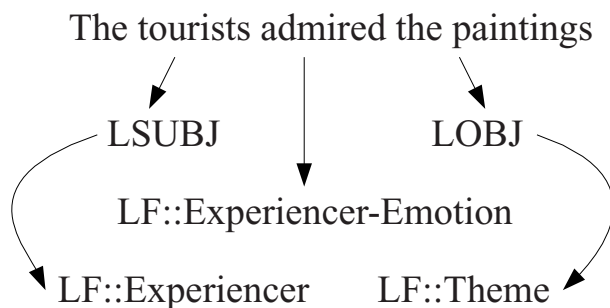 The tourists admired the paintings
LSUBJ LOBJ
LF::Experiencer-Emotion
LF::Experiencer LF::Theme